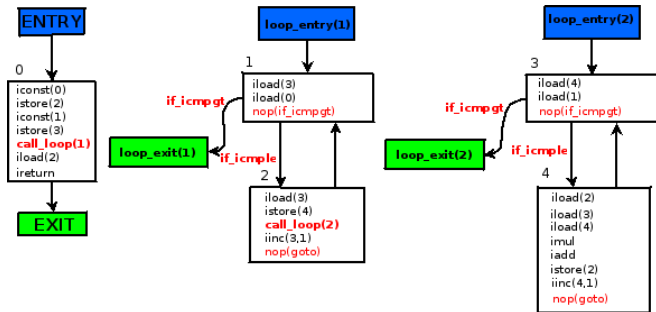 ENTRY
0
iconst(0)
istore(2)
iconst(1)
istore(3)
call_loop(1)
iload(2)
ireturn
EXIT
loop_entry(1)
1
iload(3)
iload(0)
nop(if_icmpgt)
if_icmpgt
loop_exit(1)
if_icmple
2
iload(3)
istore(4)
call_loop(2)
iinc(3,1)
nop(goto)
loop_entry(2)
3
iload(4)
iload(1)
nop(if_icmpgt)
if_icmpgt
loop_exit(2)
if_icmple
4
iload(2)
iload(3)
iload(4)
imul
iadd
istore(2)
iinc(4,1)
nop(goto)